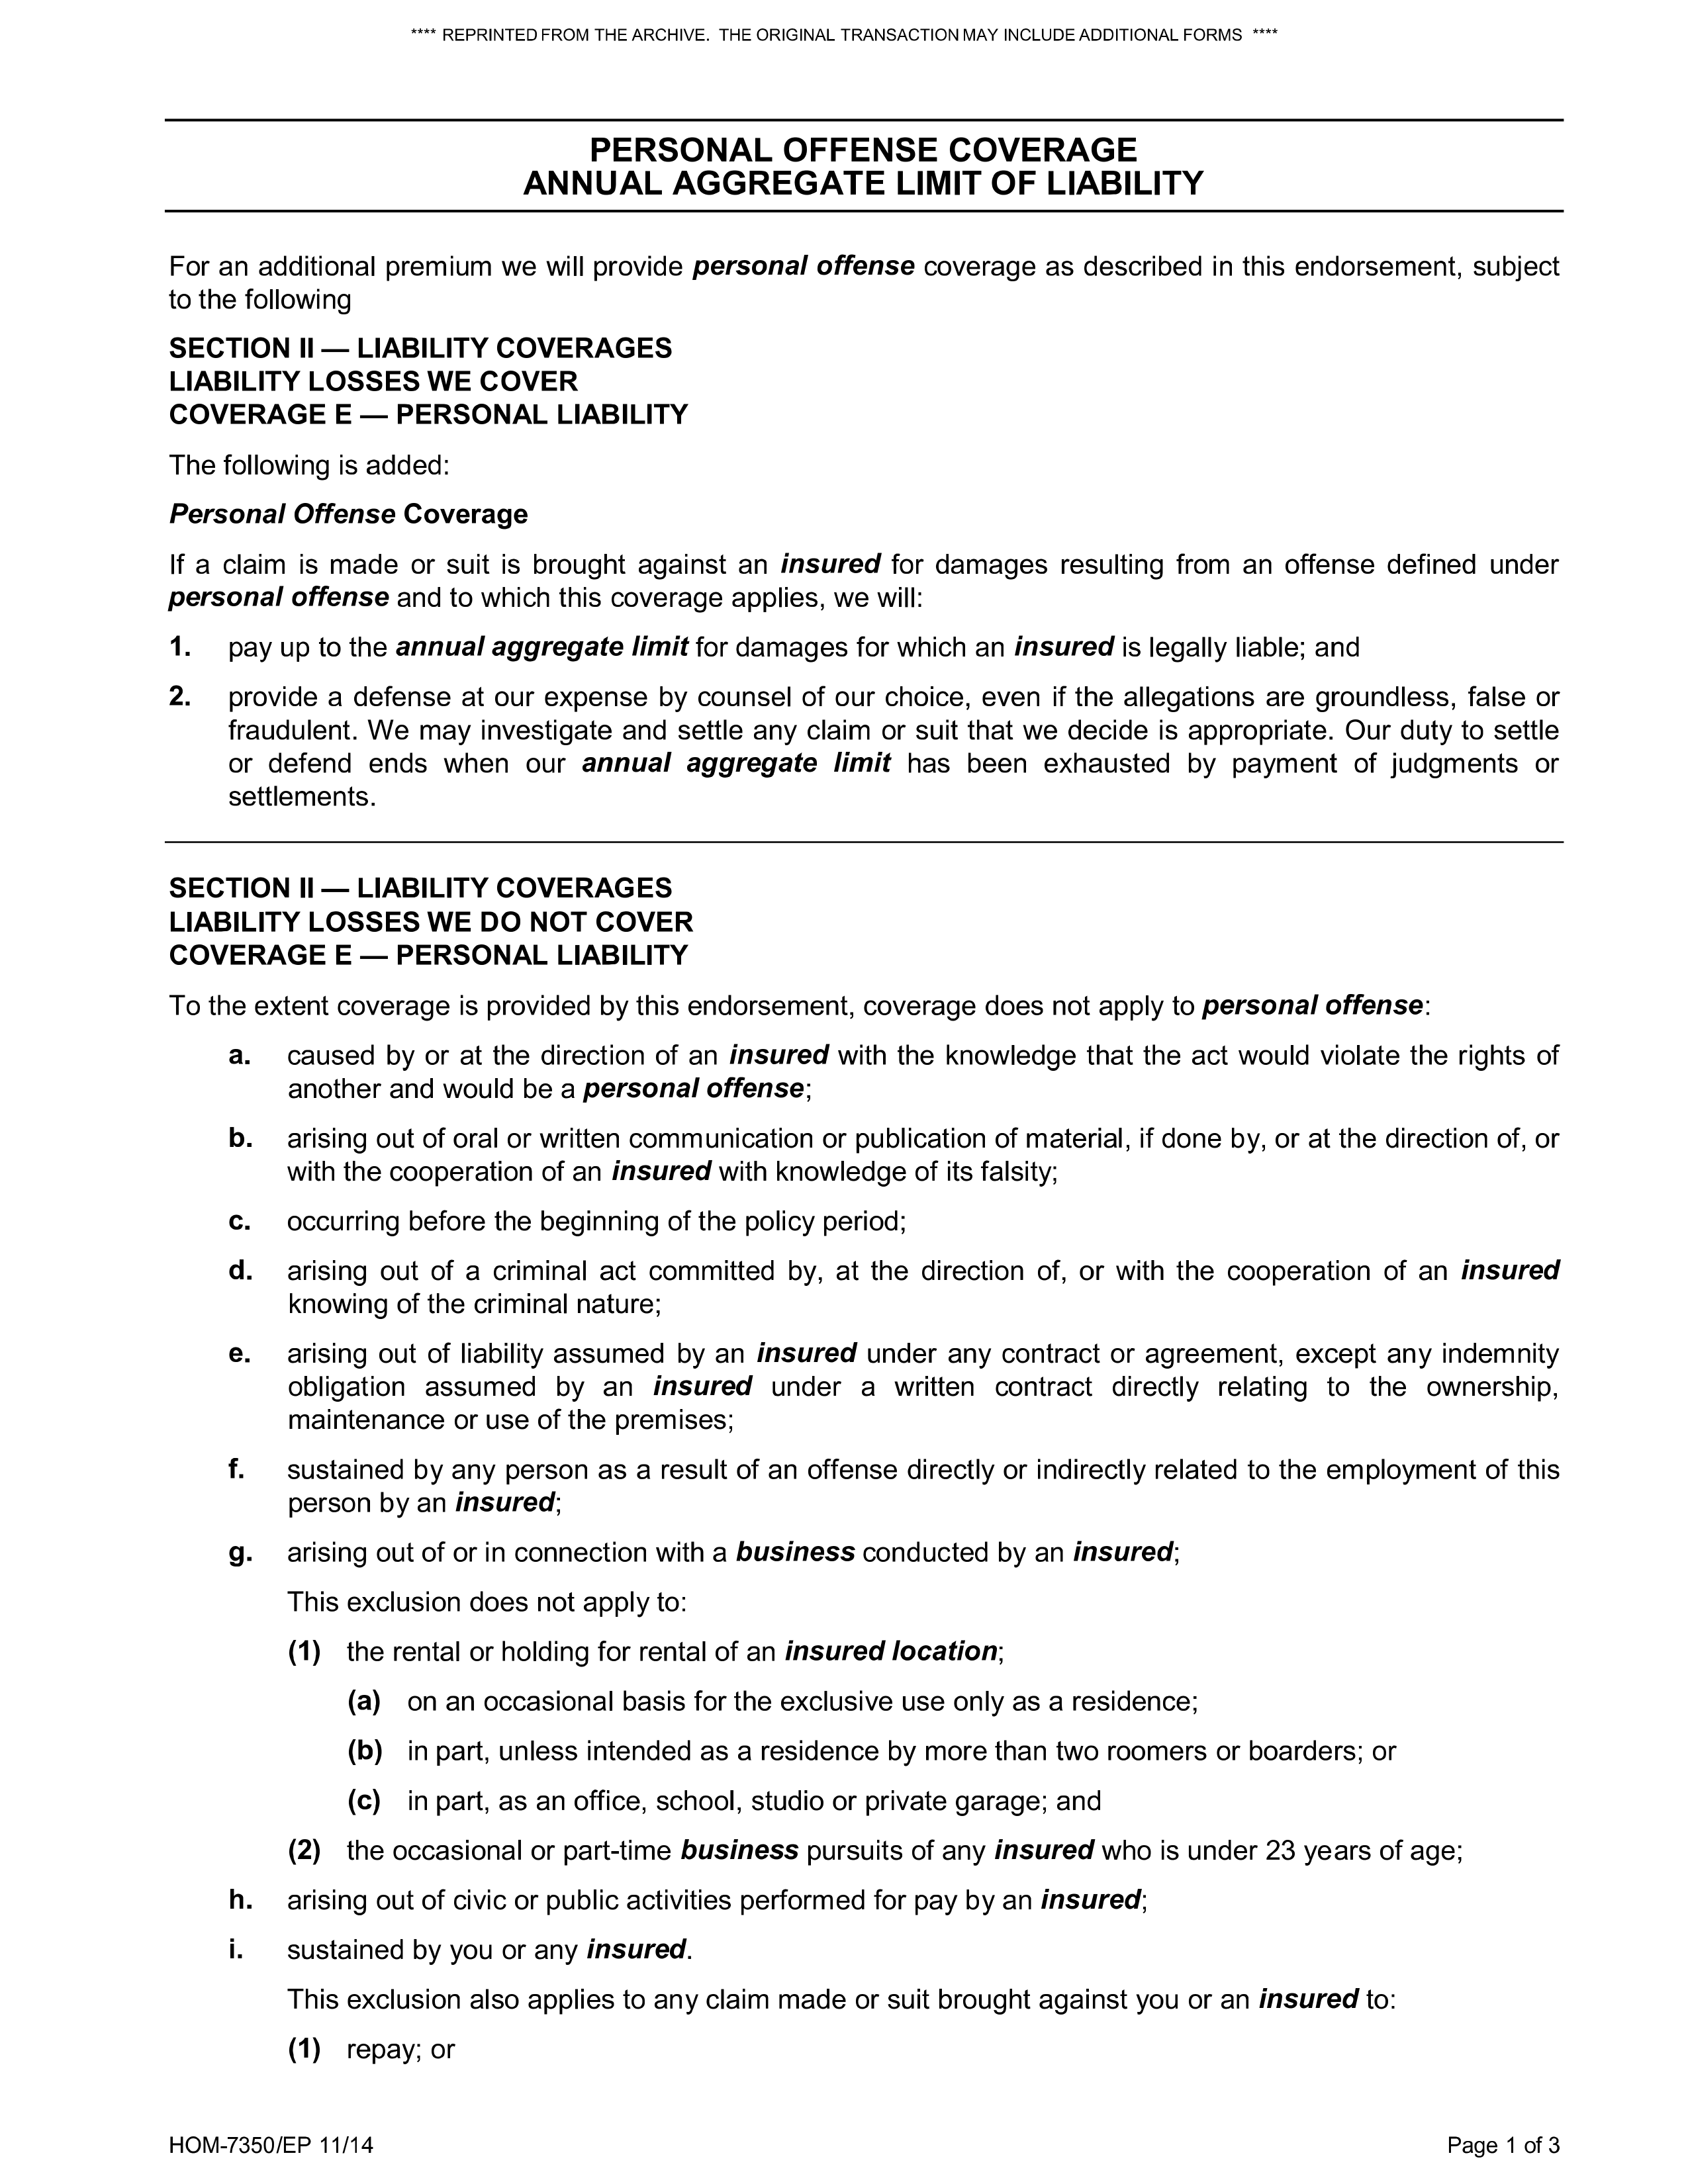 **** REPRINTED FROM THE ARCHIVE. THE ORIGINAL TRANSACTION MAY INCLUDE ADDITIONAL FORMS ****
PERSONAL OFFENSE COVERAGE
ANNUAL AGGREGATE LIMIT OF LIABILITY
For an additional premium we will provide personal offense coverage as described in this endorsement, subject
to the following
SECTION II — LIABILITY COVERAGES
LIABILITY LOSSES WE COVER
COVERAGE E — PERSONAL LIABILITY
The following is added:
Personal Offense Coverage
If a claim is made or suit is brought against an insured for damages resulting from an offense defined under
personal offense and to which this coverage applies, we will:
1. pay up to the annual aggregate limit for damages for which an insured is legally liable; and
2. provide a defense at our expense by counsel of our choice, even if the allegations are groundless, false or
fraudulent. We may investigate and settle any claim or suit that we decide is appropriate. Our duty to settle
or defend ends when our annual aggregate limit has been exhausted by payment of judgments or
settlements.
SECTION II — LIABILITY COVERAGES
LIABILITY LOSSES WE DO NOT COVER
COVERAGE E — PERSONAL LIABILITY
To the extent coverage is provided by this endorsement, coverage does not apply to personal offense:
a. caused by or at the direction of an insured with the knowledge that the act would violate the rights of
another and would be a personal offense;
b. arising out of oral or written communication or publication of material, if done by, or at the direction of, or
with the cooperation of an insured with knowledge of its falsity;
c. occurring before the beginning of the policy period;
d. arising out of a criminal act committed by, at the direction of, or with the cooperation of an insured
knowing of the criminal nature;
e. arising out of liability assumed by an insured under any contract or agreement, except any indemnity
obligation assumed by an insured under a written contract directly relating to the ownership,
maintenance or use of the premises;
f. sustained by any person as a result of an offense directly or indirectly related to the employment of this
person by an insured;
g. arising out of or in connection with a business conducted by an insured;
This exclusion does not apply to:
(1) the rental or holding for rental of an insured location;
(a) on an occasional basis for the exclusive use only as a residence;
(b) in part, unless intended as a residence by more than two roomers or boarders; or
(c) in part, as an office, school, studio or private garage; and
(2) the occasional or part-time business pursuits of any insured who is under 23 years of age;
h. arising out of civic or public activities performed for pay by an insured;
i. sustained by you or any insured.
This exclusion also applies to any claim made or suit brought against you or an insured to:
(1) repay; or
HOM-7350/EP 11/14
Page 1 of 3